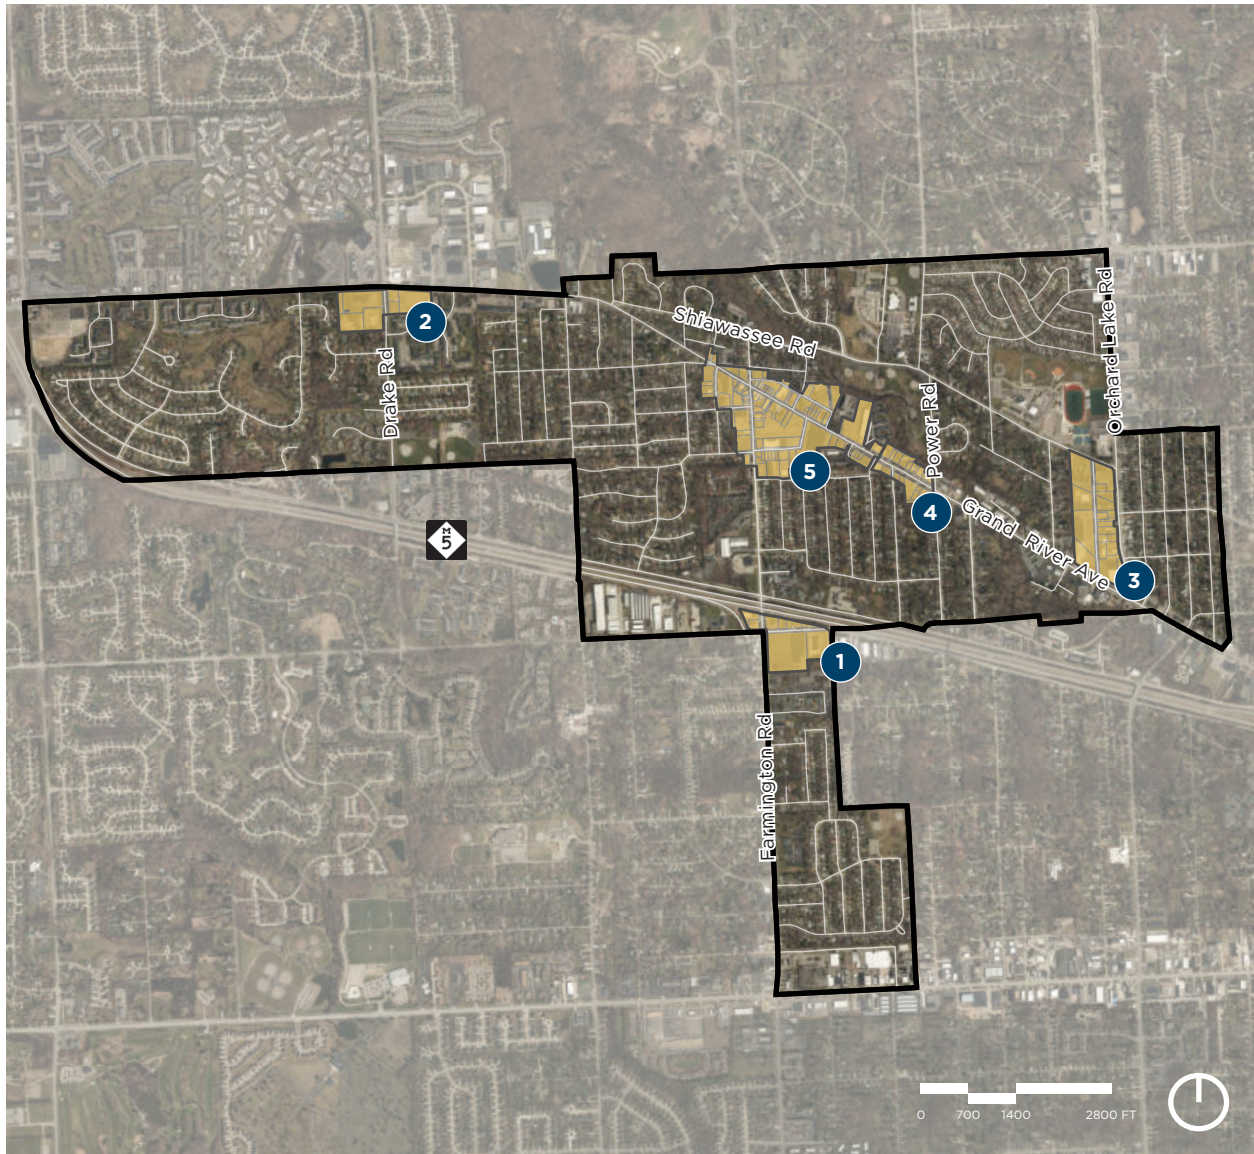 Shiawassee Rd
Orchard Lake Rd
2
Drake Rd
Power Rd
5
4
Grand River Ave
M
5
3
1
Farmington Rd
0 700 1400 2800 FT